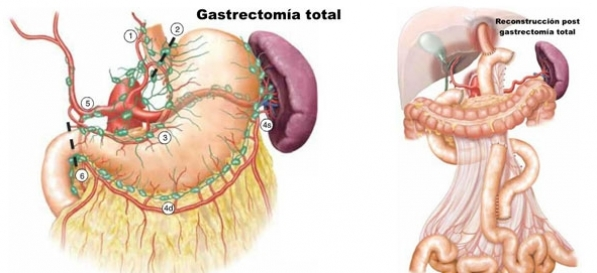 Gastrectomía total
1
2
5
3
4s
6
4d
Reconstrucción post
gastrectomía total